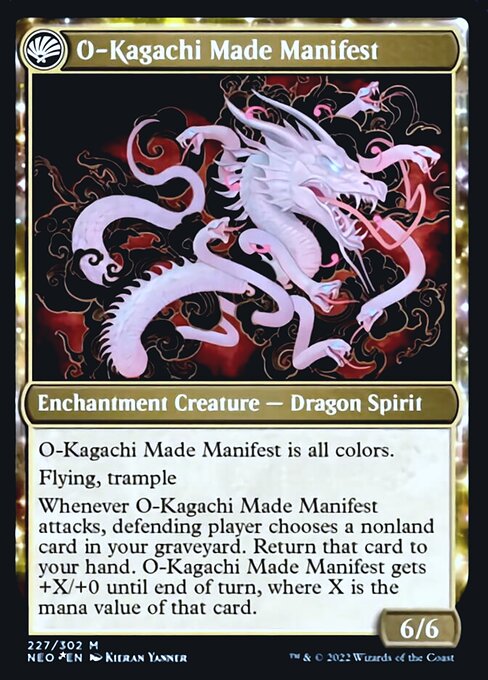 O-Kagachi Made Manifest
Enchantment Creature — Dragon Spirit
O-Kagachi Made Manifest is all colors.
Flying, trample
Whenever O-Kagachi Made Manifest
attacks, defending player chooses a nonland
card in your graveyard. Return that card to
your hand. O-Kagachi Made Manifest gets
+X/+0 until end of turn, where X is the
mana value of that card.
6/6
227/302 M
NEO★EN Kieran Yanner
™ & © 2022 Wizards of the Coast